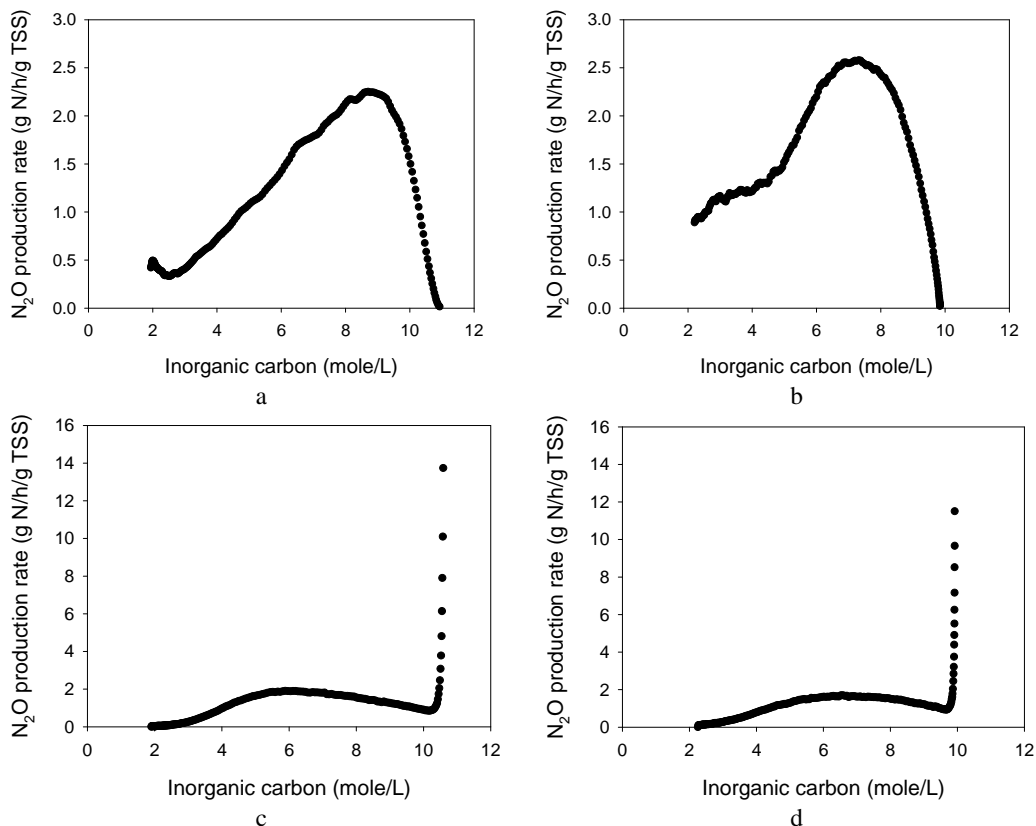 3.0
2.5
2.0
1.5
1.0
0.5
0.0
0 2 4 6 8 10 12
N2O production rate (g N/h/g TSS)
Inorganic carbon (mole/L)
a
3.0
2.5
2.0
1.5
1.0
0.5
0.0
0 2 4 6 8 10 12
N2O production rate (g N/h/g TSS)
Inorganic carbon (mole/L)
b
16
14
12
10
8
6
4
2
0
0 2 4 6 8 10 12
N2O production rate (g N/h/g TSS)
Inorganic carbon (mole/L)
c
16
14
12
10
8
6
4
2
0
0 2 4 6 8 10 12
N2O production rate (g N/h/g TSS)
Inorganic carbon (mole/L)
d